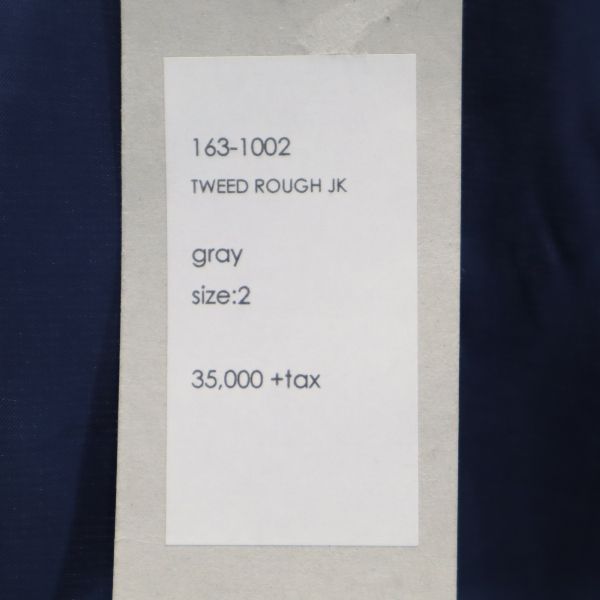 163-1002
TWEED ROUGH JK
gray
size:2
35,000 +tax